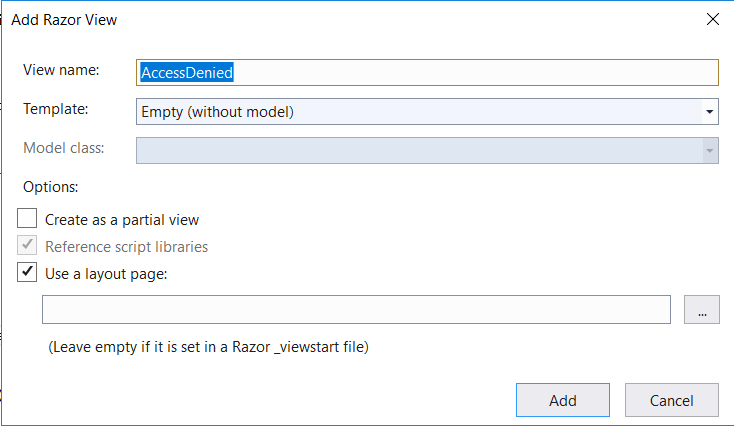 Add Razor View
View name: AccessDenied
Template: Empty (without model)
Model class:
Options:
Create as a partial view
Reference script libraries
Use a layout page:
...
(Leave empty if it is set in a Razor _viewstart file)
Add Cancel